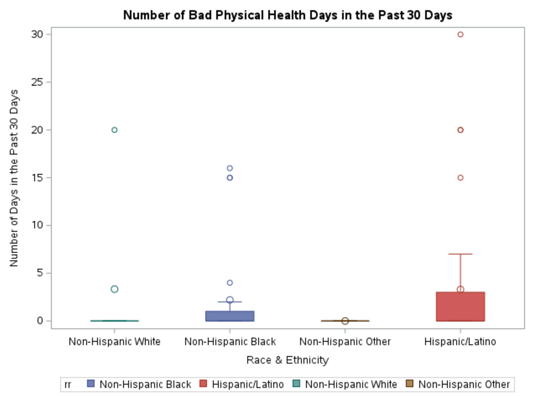 Number of Bad Physical Health Days in the Past 30 Days
Number of Days in the Past 30 Days
30
25
20
15
10
5
0
Non-Hispanic White Non-Hispanic Black Non-Hispanic Other Hispanic/Latino
Race & Ethnicity
rr Non-Hispanic Black Hispanic/Latino Non-Hispanic White Non-Hispanic Other